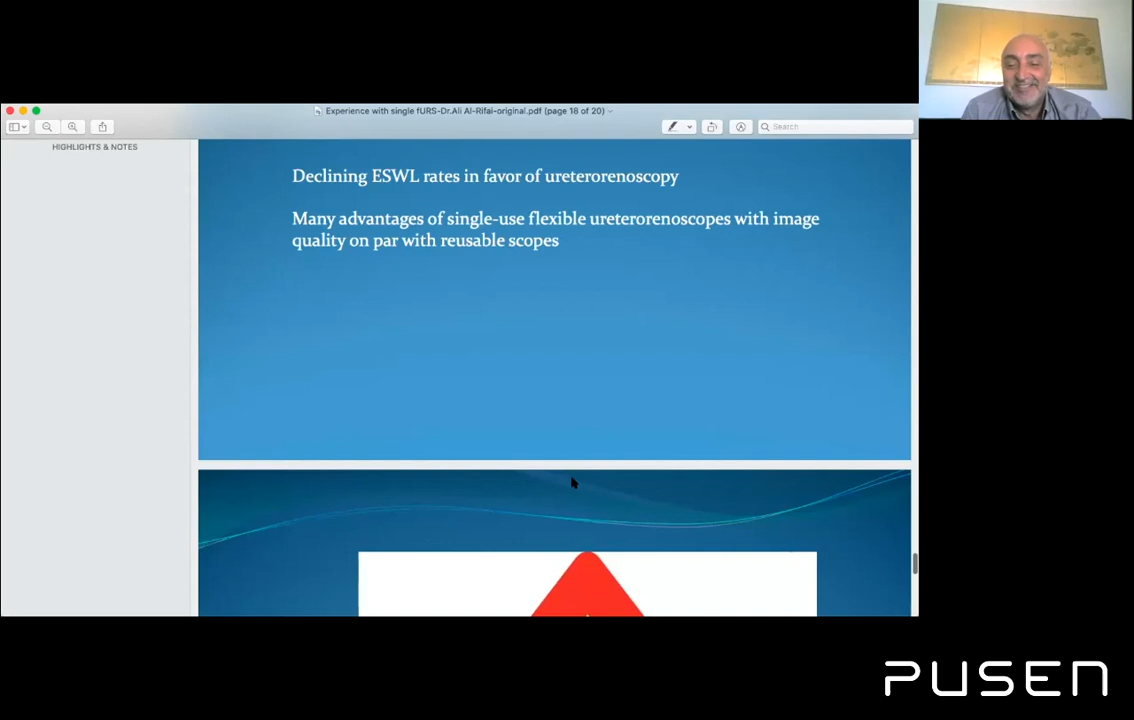 Experience with single fURS-Dr.Ali Al-Rifai-original.pdf (page 18 of 20)
Search
HIGHLIGHTS & NOTES
Declining ESWL rates in favor of ureterorenoscopy
Many advantages of single-use flexible ureterorenoscopes with image
quality on par with reusable scopes
PUSEN